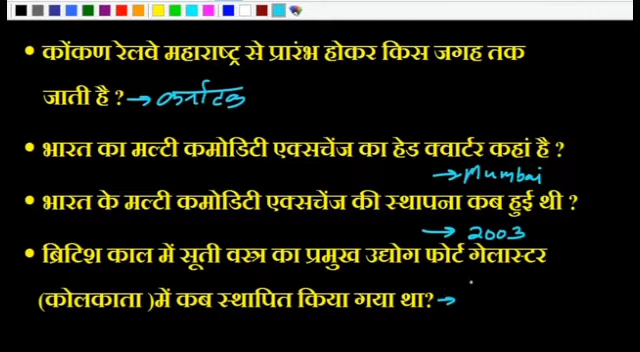 • कोंकण रेलवे महाराष्ट्र से प्रारंभ होकर किस जगह तक
जाती है ? → कर्नाटक
• भारत का मल्टी कमोडिटी एक्सचेंज का हेड क्वार्टर कहां है ?
→ Mumbai
• भारत के मल्टी कमोडिटी एक्सचेंज की स्थापना कब हुई थी ?
→ 2003
• ब्रिटिश काल में सूती वस्त्र का प्रमुख उद्योग फोर्ट गेलास्टर
(कोलकाता )में कब स्थापित किया गया था? →